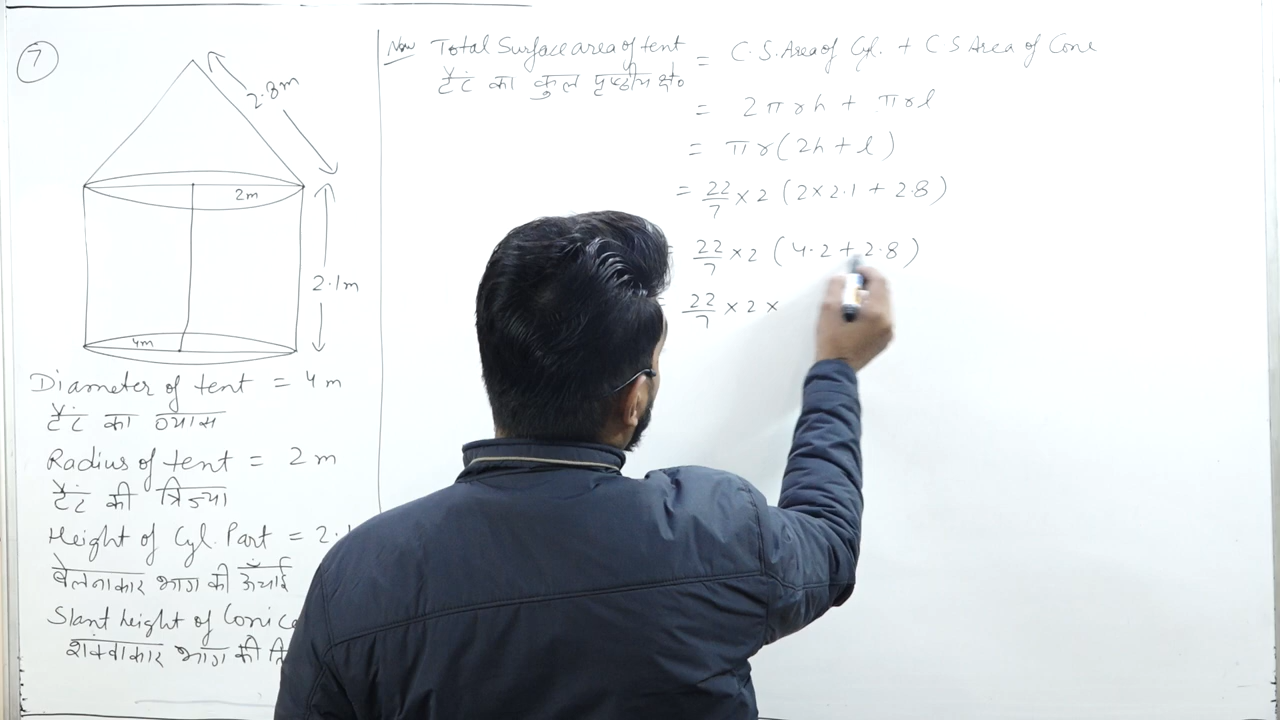 7
2.8m
2m
2.1m
4m
Diameter of tent = 4 m
टेंट का व्यास
Radius of tent = 2 m
टेंट की त्रिज्या
Height of Cyl. Part = 2.1
बेलनाकार भाग की ऊँचाई
Slant height of Conica
शंक्वाकार भाग की ति
Now Total Surface area of tent = C.S. Area of Cyl. + C S Area of Cone
टेंट का कुल पृष्ठीय क्षे०
= 2πrh + πrl
= πr(2h + l)
= 22/7 × 2 (2×2.1 + 2.8)
= 22/7 × 2 (4.2 + 2.8)
= 22/7 × 2 ×